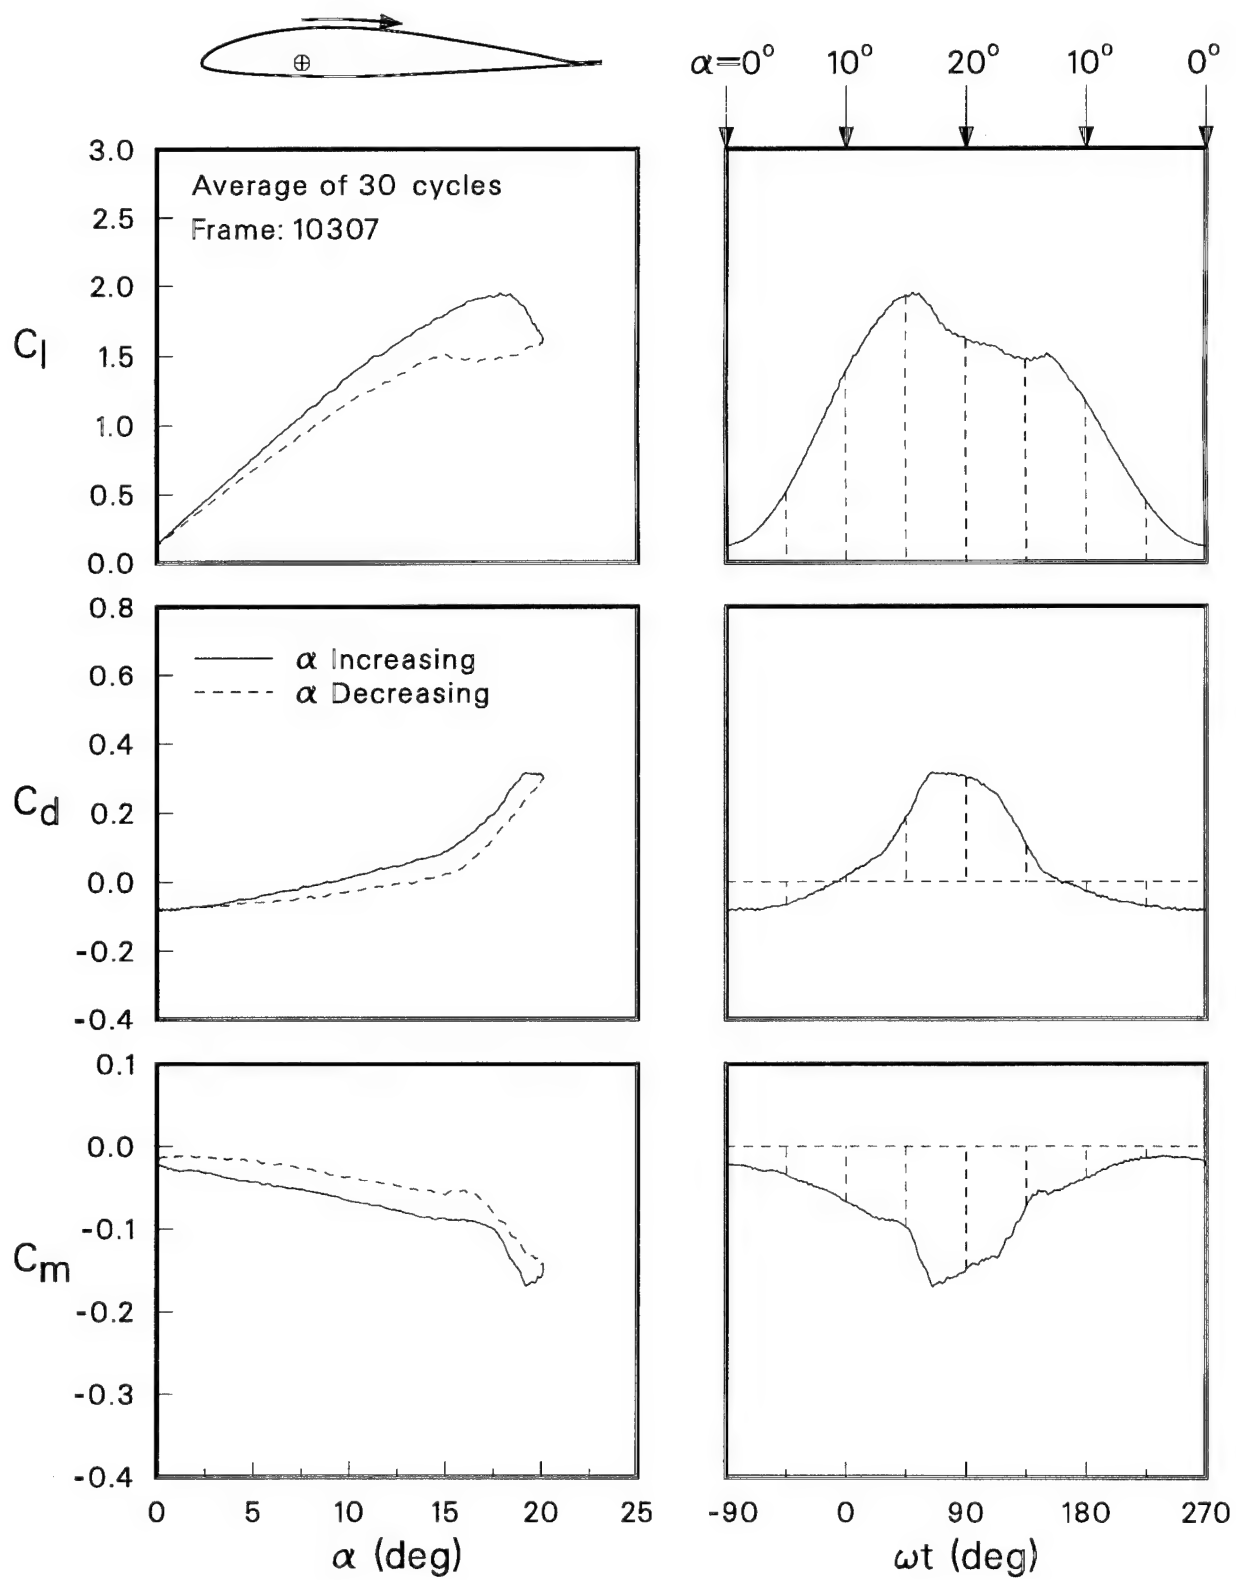 α=0° 10° 20° 10° 0°
3.0
Average of 30 cycles
2.5
Frame: 10307
2.0
Cl
1.5
1.0
0.5
0.0
0.8
α Increasing
0.6
α Decreasing
0.4
Cd
0.2
0.0
-0.2
-0.4
0.1
0.0
-0.1
Cm
-0.2
-0.3
-0.4
0 5 10 15 20 25
α (deg)
-90 0 90 180 270
ωt (deg)